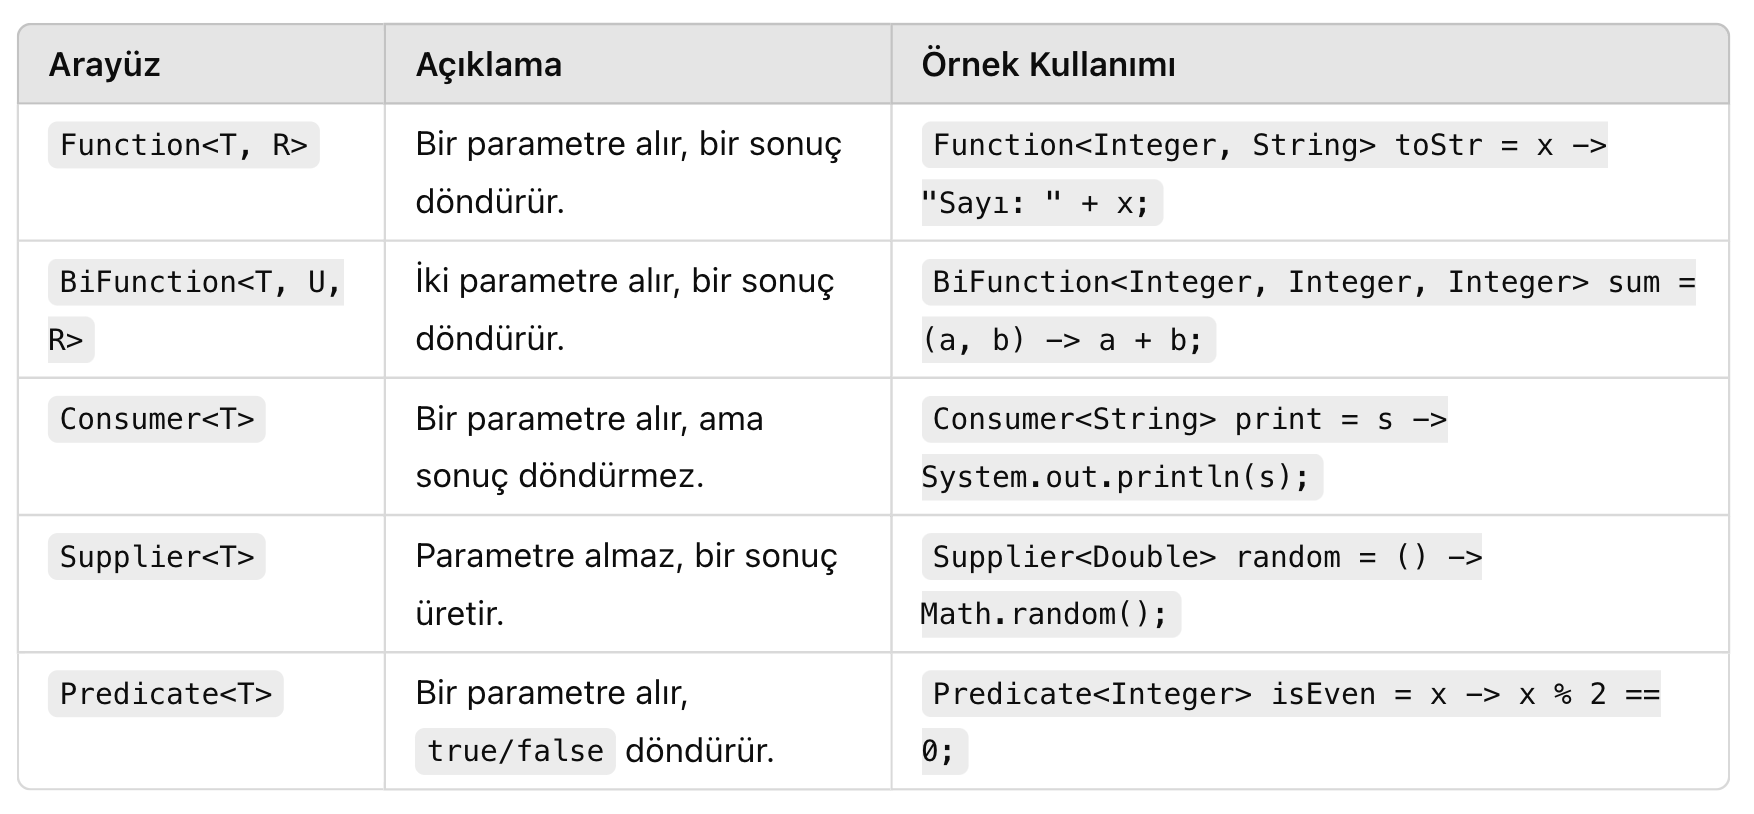 Arayüz
Açıklama
Örnek Kullanımı
Function<T, R>
Bir parametre alır, bir sonuç
döndürür.
Function<Integer, String> toStr = x ->
"Sayı: " + x;
BiFunction<T, U,
R>
İki parametre alır, bir sonuç
döndürür.
BiFunction<Integer, Integer, Integer> sum =
(a, b) -> a + b;
Consumer<T>
Bir parametre alır, ama
sonuç döndürmez.
Consumer<String> print = s ->
System.out.println(s);
Supplier<T>
Parametre almaz, bir sonuç
üretir.
Supplier<Double> random = () ->
Math.random();
Predicate<T>
Bir parametre alır,
true/false döndürür.
Predicate<Integer> isEven = x -> x % 2 ==
0;